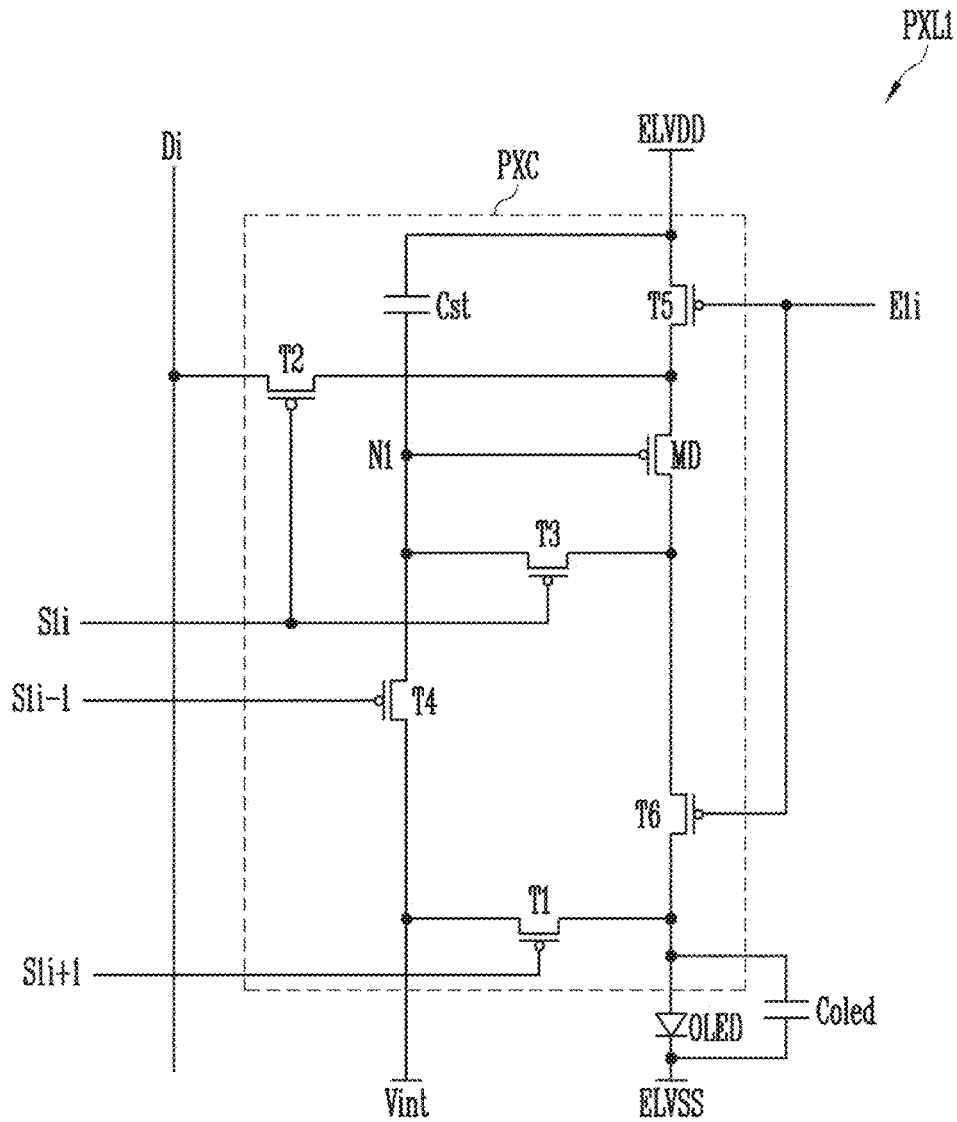 PXL1
ELVDD
Di
PXC
Cst
T5
E1i
T2
N1
MD
T3
S1i
S1i-1
T4
T6
T1
S1i+1
OLED
Coled
Vint
ELVSS